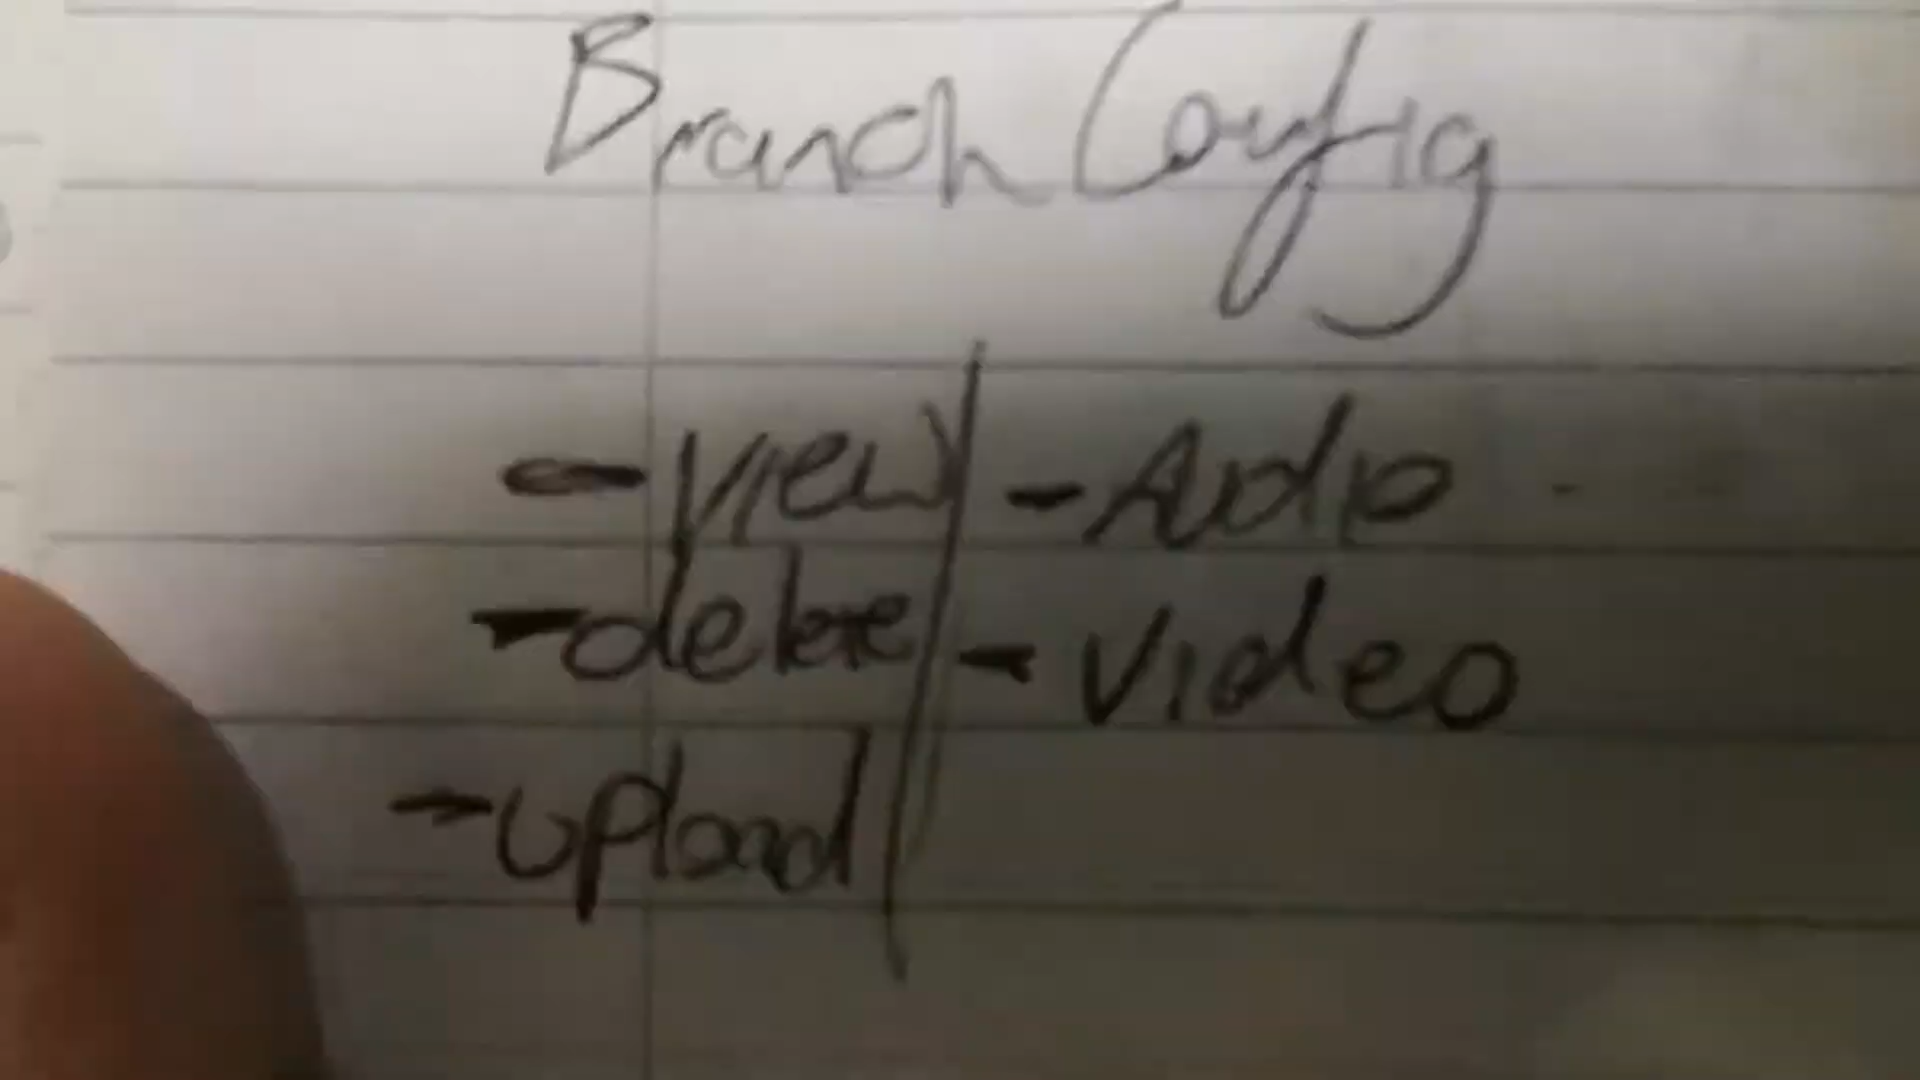 Branch Config
- view - Audio
- delete - Video
- upload